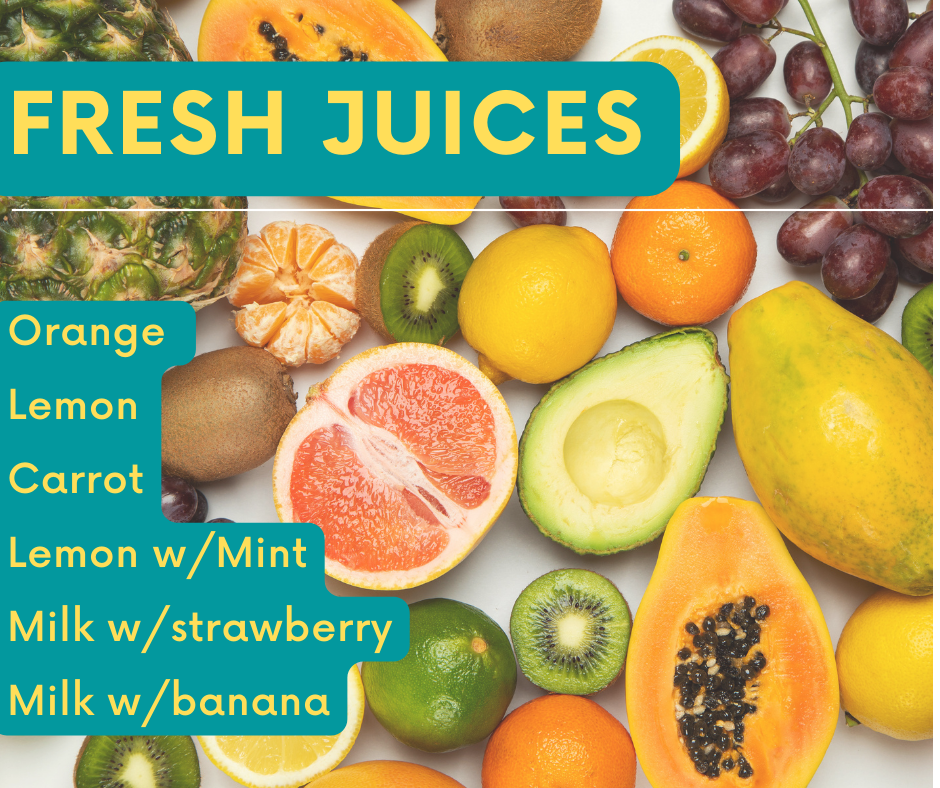 FRESH JUICES
Orange
Lemon
Carrot
Lemon w/Mint
Milk w/strawberry
Milk w/banana